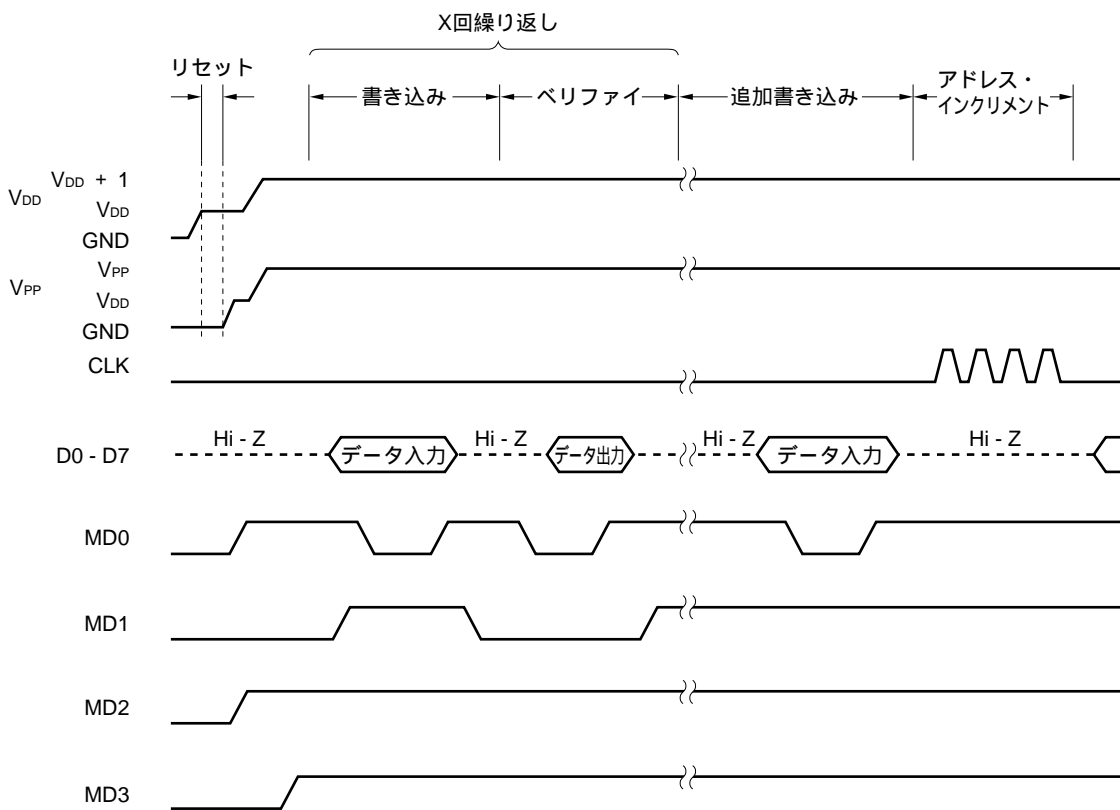 X回繰り返し
リセット
書き込み
ベリファイ
追加書き込み
アドレス・
インクリメント
VDD
VDD + 1
VDD
GND
VPP
VPP
VDD
GND
CLK
D0 - D7
Hi - Z
データ入力
Hi - Z
データ出力
Hi - Z
データ入力
Hi - Z
MD0
MD1
MD2
MD3